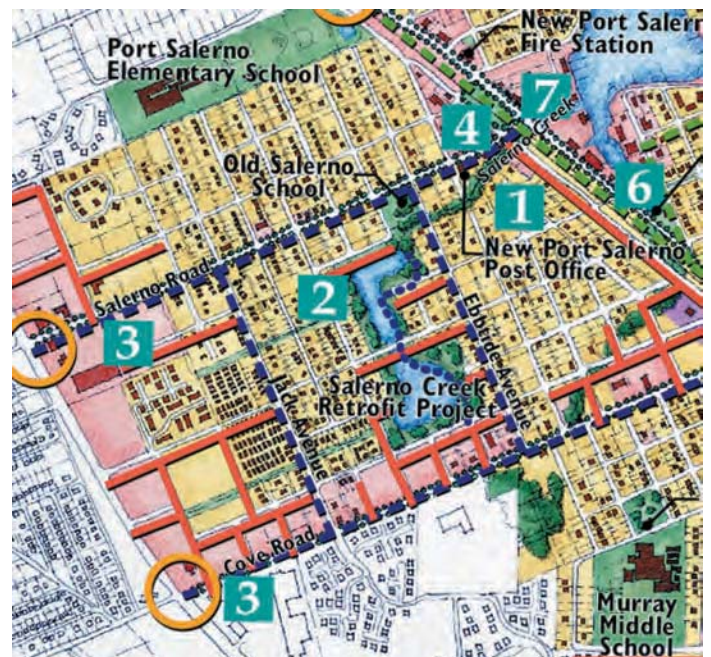 Port Salerno
Elementary School
New Port Salern
Fire Station
7
4
Salerno Creek
Old Salerno
School
6
1
New Port Salerno
Post Office
Salerno Road
2
3
Ebbtide Avenue
Salerno Creek
Retrofit Project
Jack Avenue
Cove Road
3
Murray
Middle
School